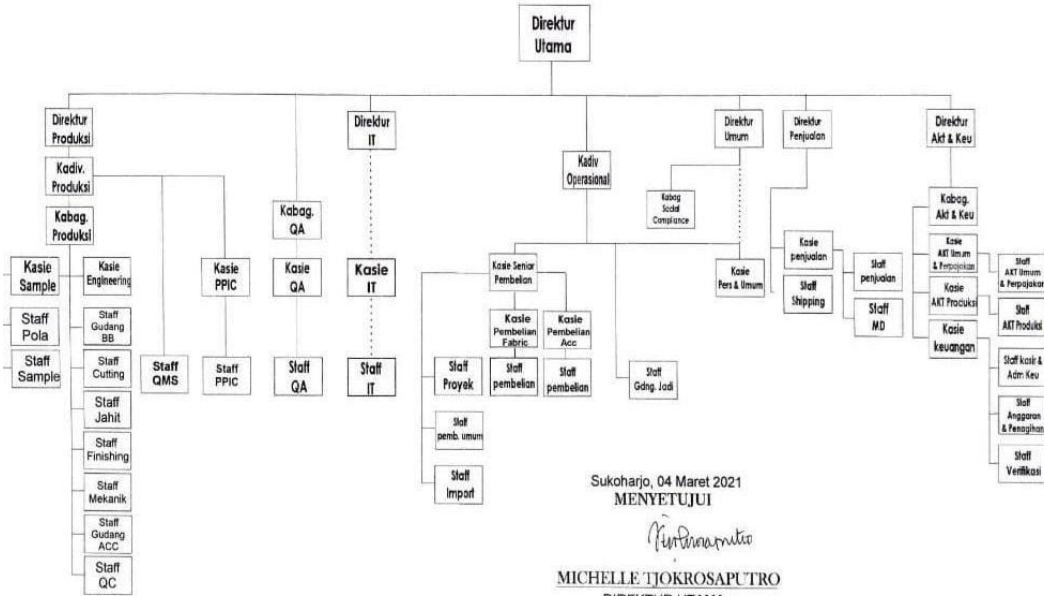 Direktur
Utama
Direktur
Produksi
Direktur
IT
Direktur
Umum
Direktur
Penjualan
Direktur
Akt & Keu
Kadiv.
Produksi
Kadiv
Operasional
Kabag
Social
Compliance
Kabag.
Akt & Keu
Kabag.
Produksi
Kabag.
QA
Kasie
Sample
Kasie
Engineering
Kasie
PPIC
Kasie
QA
Kasie
IT
Kasie Senior
Pembelian
Kasie
Pers & Umum
Kasie
penjualan
Staff
penjualan
Kasie
AKT Umum
& Perpajakan
Staff
AKT Umum
& Perpajakan
Staff
Shipping
Staff
MD
Kasie
AKT Produksi
Staff
AKT Produksi
Kasie
keuangan
Staff
Pola
Staff
Gudang
BB
Kasie
Pembelian
Fabric
Kasie
Pembelian
Acc
Staff
Sample
Staff
Cutting
Staff
QMS
Staff
PPIC
Staff
QA
Staff
IT
Staff
Proyek
Staff
pembelian
Staff
pembelian
Staff
Gdng. Jadi
Staff kasir &
Adm Keu
Staff
Jahit
Staff
pemb. umum
Staff
Anggaran
& Penagihan
Staff
Finishing
Staff
Import
Staff
Verifikasi
Staff
Mekanik
Staff
Gudang
ACC
Staff
QC
Sukoharjo, 04 Maret 2021
MENYETUJUI
MICHELLE TJOKROSAPUTRO
DIREKTUR UTAMA